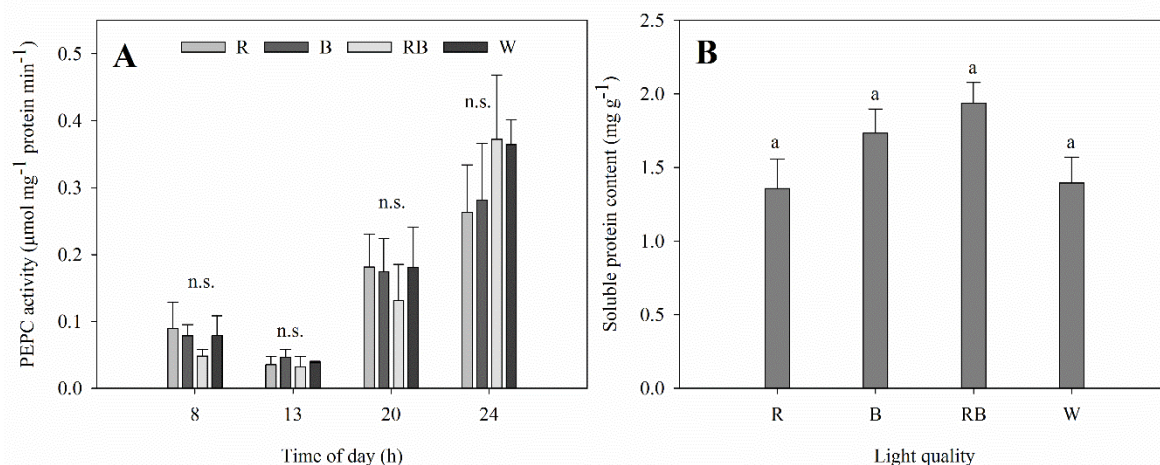 A
R B RB W
PEPC activity (µmol mg⁻¹ protein min⁻¹)
0.5
0.4
0.3
0.2
0.1
0.0
n.s.
n.s.
n.s.
n.s.
8 13 20 24
Time of day (h)
B
Soluble protein content (mg g⁻¹)
2.5
2.0
1.5
1.0
0.5
0.0
a
a
a
a
R B RB W
Light quality